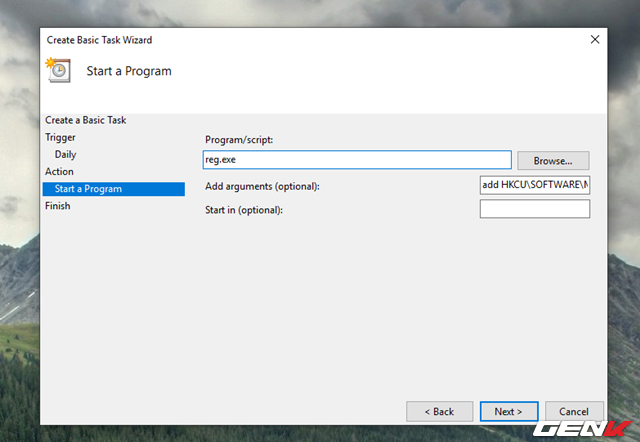 Create Basic Task Wizard
Start a Program
Create a Basic Task
Trigger
Daily
Action
Start a Program
Finish
Program/script:
reg.exe
Browse...
Add arguments (optional):
add HKCU\SOFTWARE\
Start in (optional):
< Back
Next >
Cancel
GENK